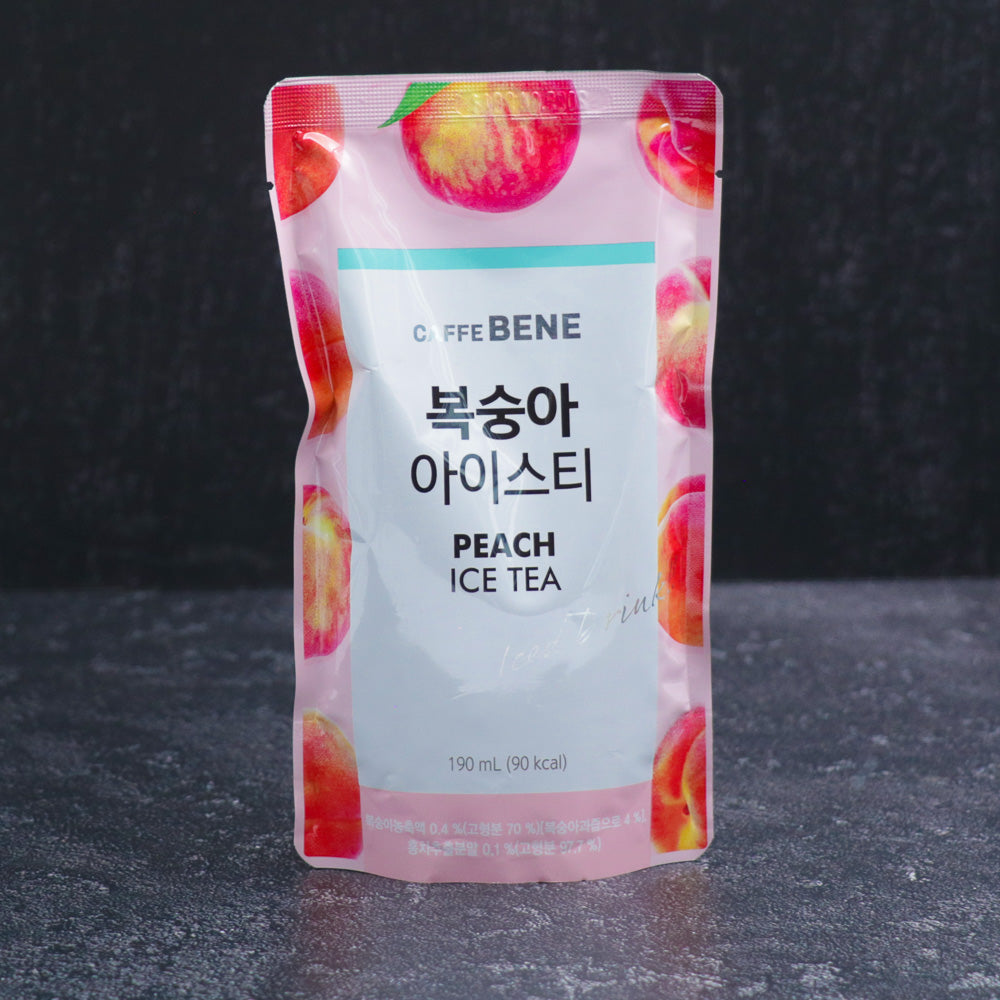 CAFFE BENE
복숭아
아이스티
PEACH
ICE TEA
Iced Drink
190 mL (90 kcal)
복숭아농축액 0.4 %(고형분 70 %)[복숭아과즙으로 4 %],
홍차추출분말 0.1 %(고형분 97.7 %)